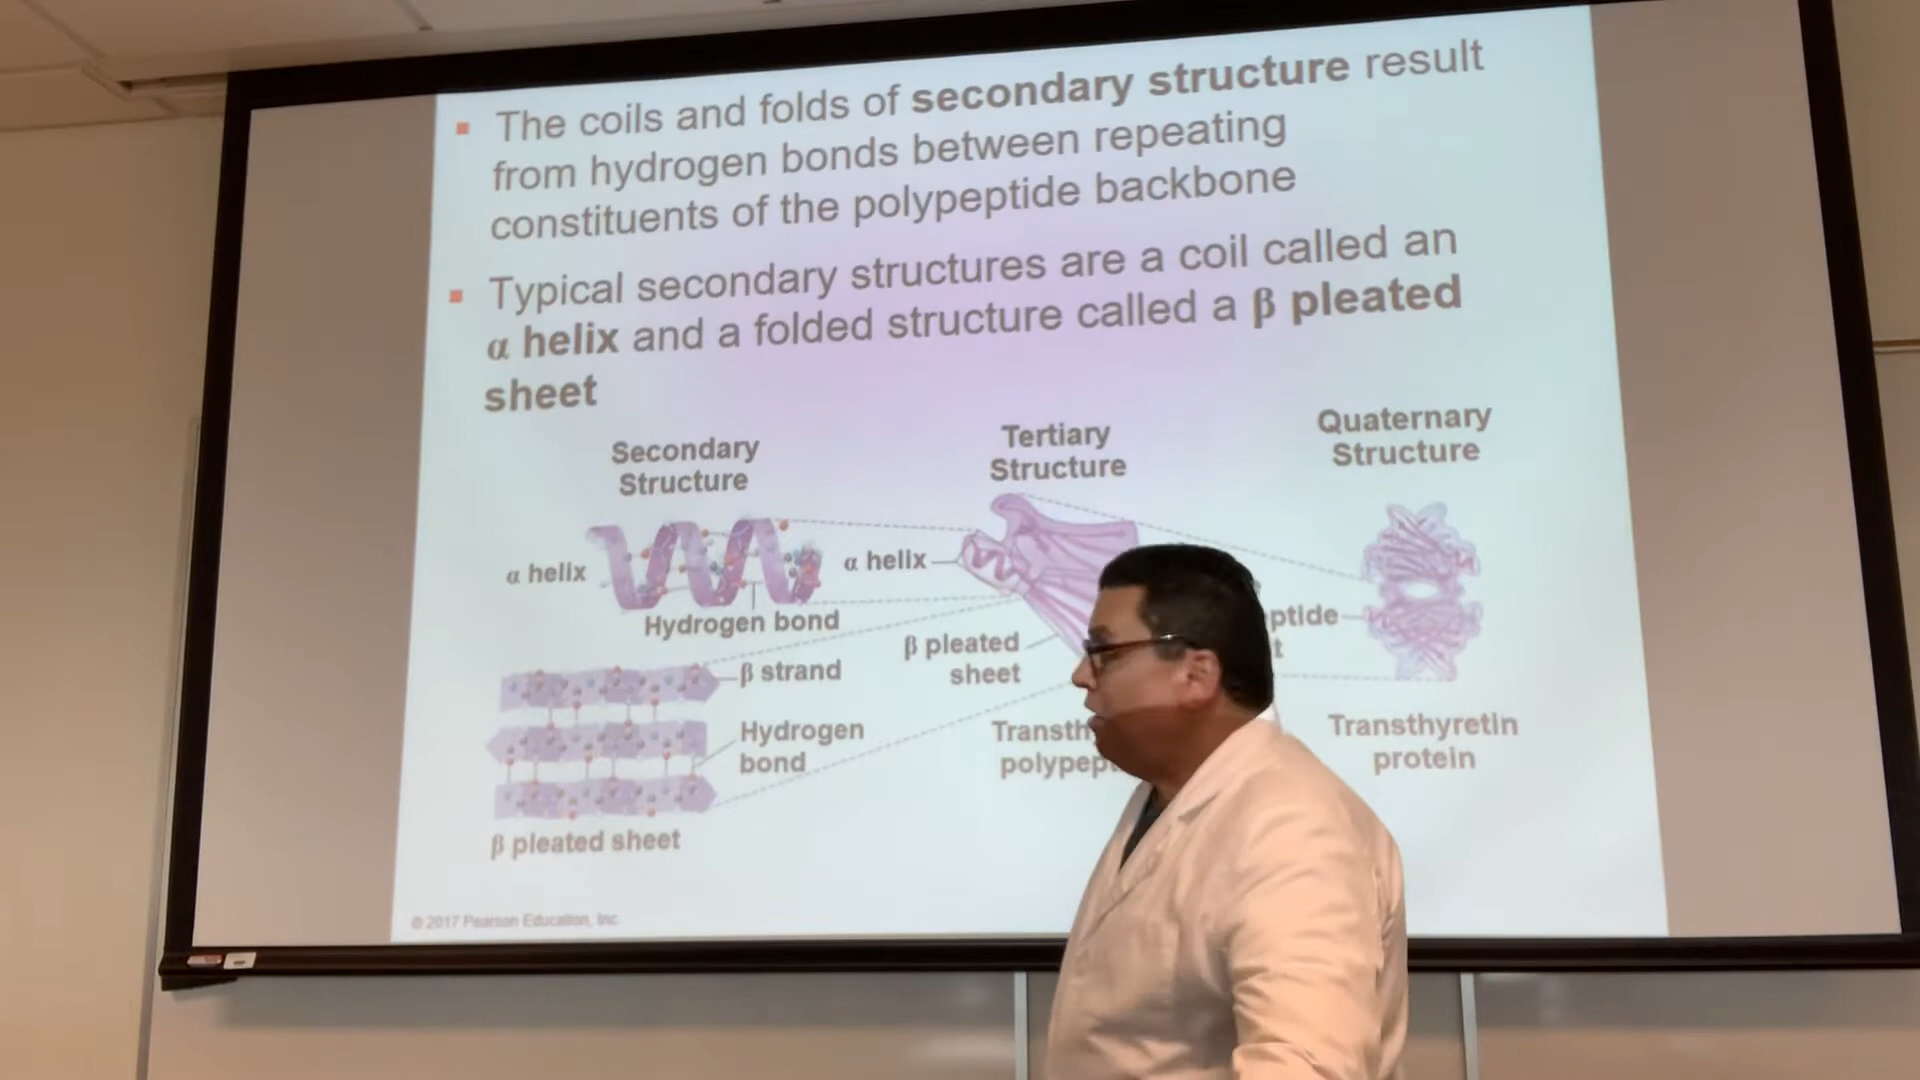 ▪ The coils and folds of secondary structure result
from hydrogen bonds between repeating
constituents of the polypeptide backbone
▪ Typical secondary structures are a coil called an
α helix and a folded structure called a β pleated
sheet
Secondary
Structure
Tertiary
Structure
Quaternary
Structure
α helix
Hydrogen bond
α helix
β strand
β pleated
sheet
Hydrogen
bond
β pleated sheet
Transthyretin
protein
© 2017 Pearson Education, Inc.